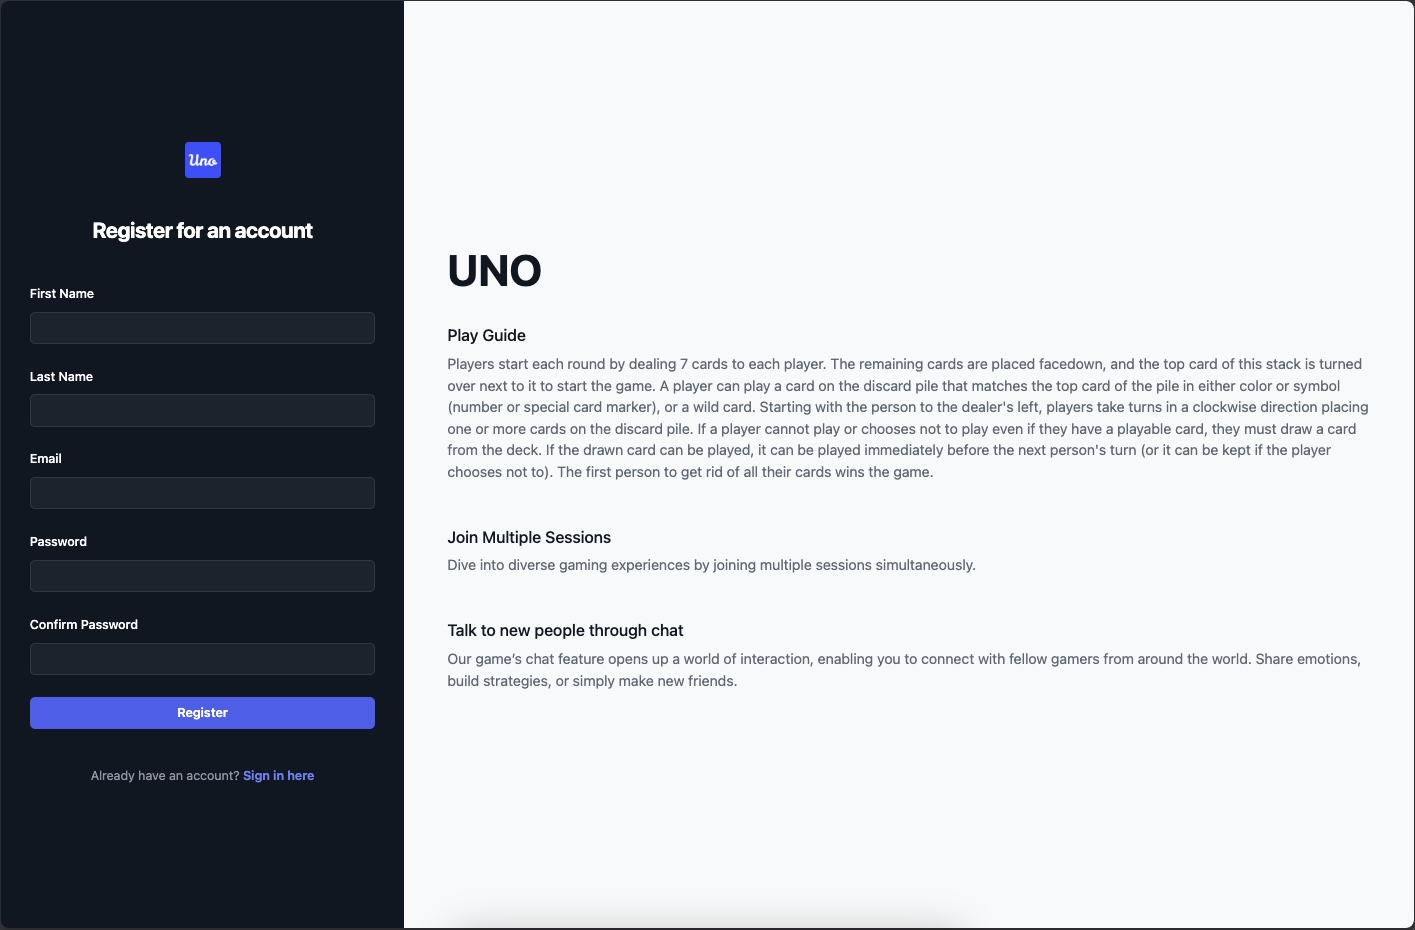 Uno
Register for an account
First Name
Last Name
Email
Password
Confirm Password
Register
Already have an account? Sign in here
UNO
Play Guide
Players start each round by dealing 7 cards to each player. The remaining cards are placed facedown, and the top card of this stack is turned
over next to it to start the game. A player can play a card on the discard pile that matches the top card of the pile in either color or symbol
(number or special card marker), or a wild card. Starting with the person to the dealer's left, players take turns in a clockwise direction placing
one or more cards on the discard pile. If a player cannot play or chooses not to play even if they have a playable card, they must draw a card
from the deck. If the drawn card can be played, it can be played immediately before the next person's turn (or it can be kept if the player
chooses not to). The first person to get rid of all their cards wins the game.
Join Multiple Sessions
Dive into diverse gaming experiences by joining multiple sessions simultaneously.
Talk to new people through chat
Our game’s chat feature opens up a world of interaction, enabling you to connect with fellow gamers from around the world. Share emotions,
build strategies, or simply make new friends.